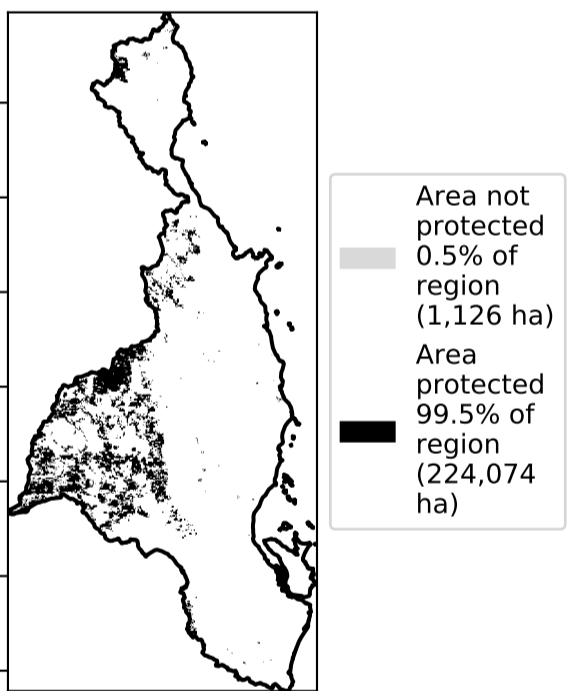 Area not
protected
0.5% of
region
(1,126 ha)
Area
protected
99.5% of
region
(224,074
ha)